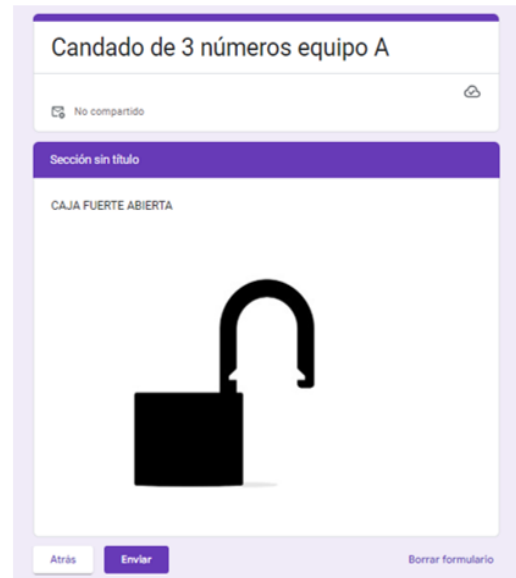 Candado de 3 números equipo A
No compartido
Sección sin título
CAJA FUERTE ABIERTA
Atrás
Enviar
Borrar formulario